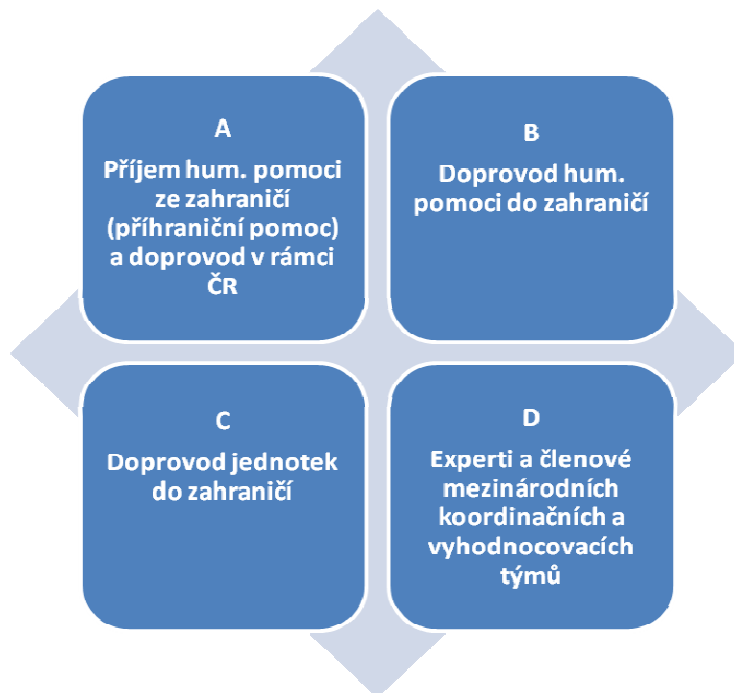 A
Příjem hum. pomoci
ze zahraničí
(příhraniční pomoc)
a doprovod v rámci
ČR
B
Doprovod hum.
pomoci do zahraničí
C
Doprovod jednotek
do zahraničí
D
Experti a členové
mezinárodních
koordinačních a
vyhodnocovacích
týmů